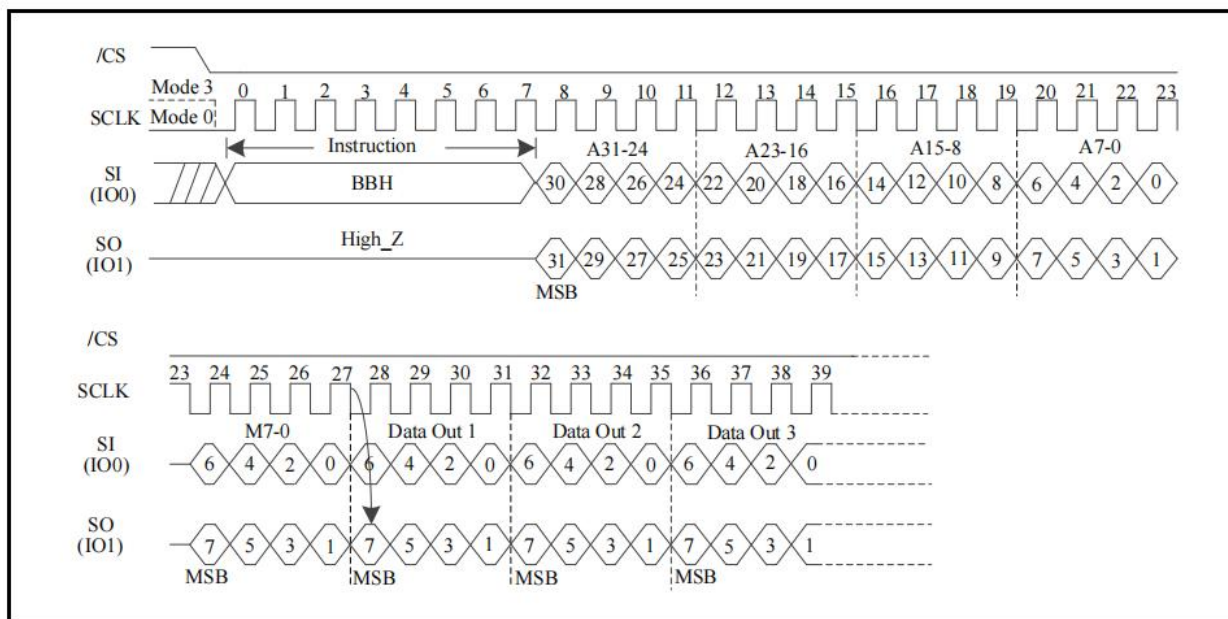 /CS
Mode 3
0 1 2 3 4 5 6 7 8 9 10 11 12 13 14 15 16 17 18 19 20 21 22 23
SCLK Mode 0
Instruction A31-24 A23-16 A15-8 A7-0
SI
(IO0)
BBH 30 28 26 24 22 20 18 16 14 12 10 8 6 4 2 0
High_Z
SO
(IO1)
31 29 27 25 23 21 19 17 15 13 11 9 7 5 3 1
MSB
/CS
23 24 25 26 27 28 29 30 31 32 33 34 35 36 37 38 39
SCLK
M7-0 Data Out 1 Data Out 2 Data Out 3
SI
(IO0)
6 4 2 0 6 4 2 0 6 4 2 0 6 4 2 0
SO
(IO1)
7 5 3 1 7 5 3 1 7 5 3 1 7 5 3 1
MSB MSB MSB MSB